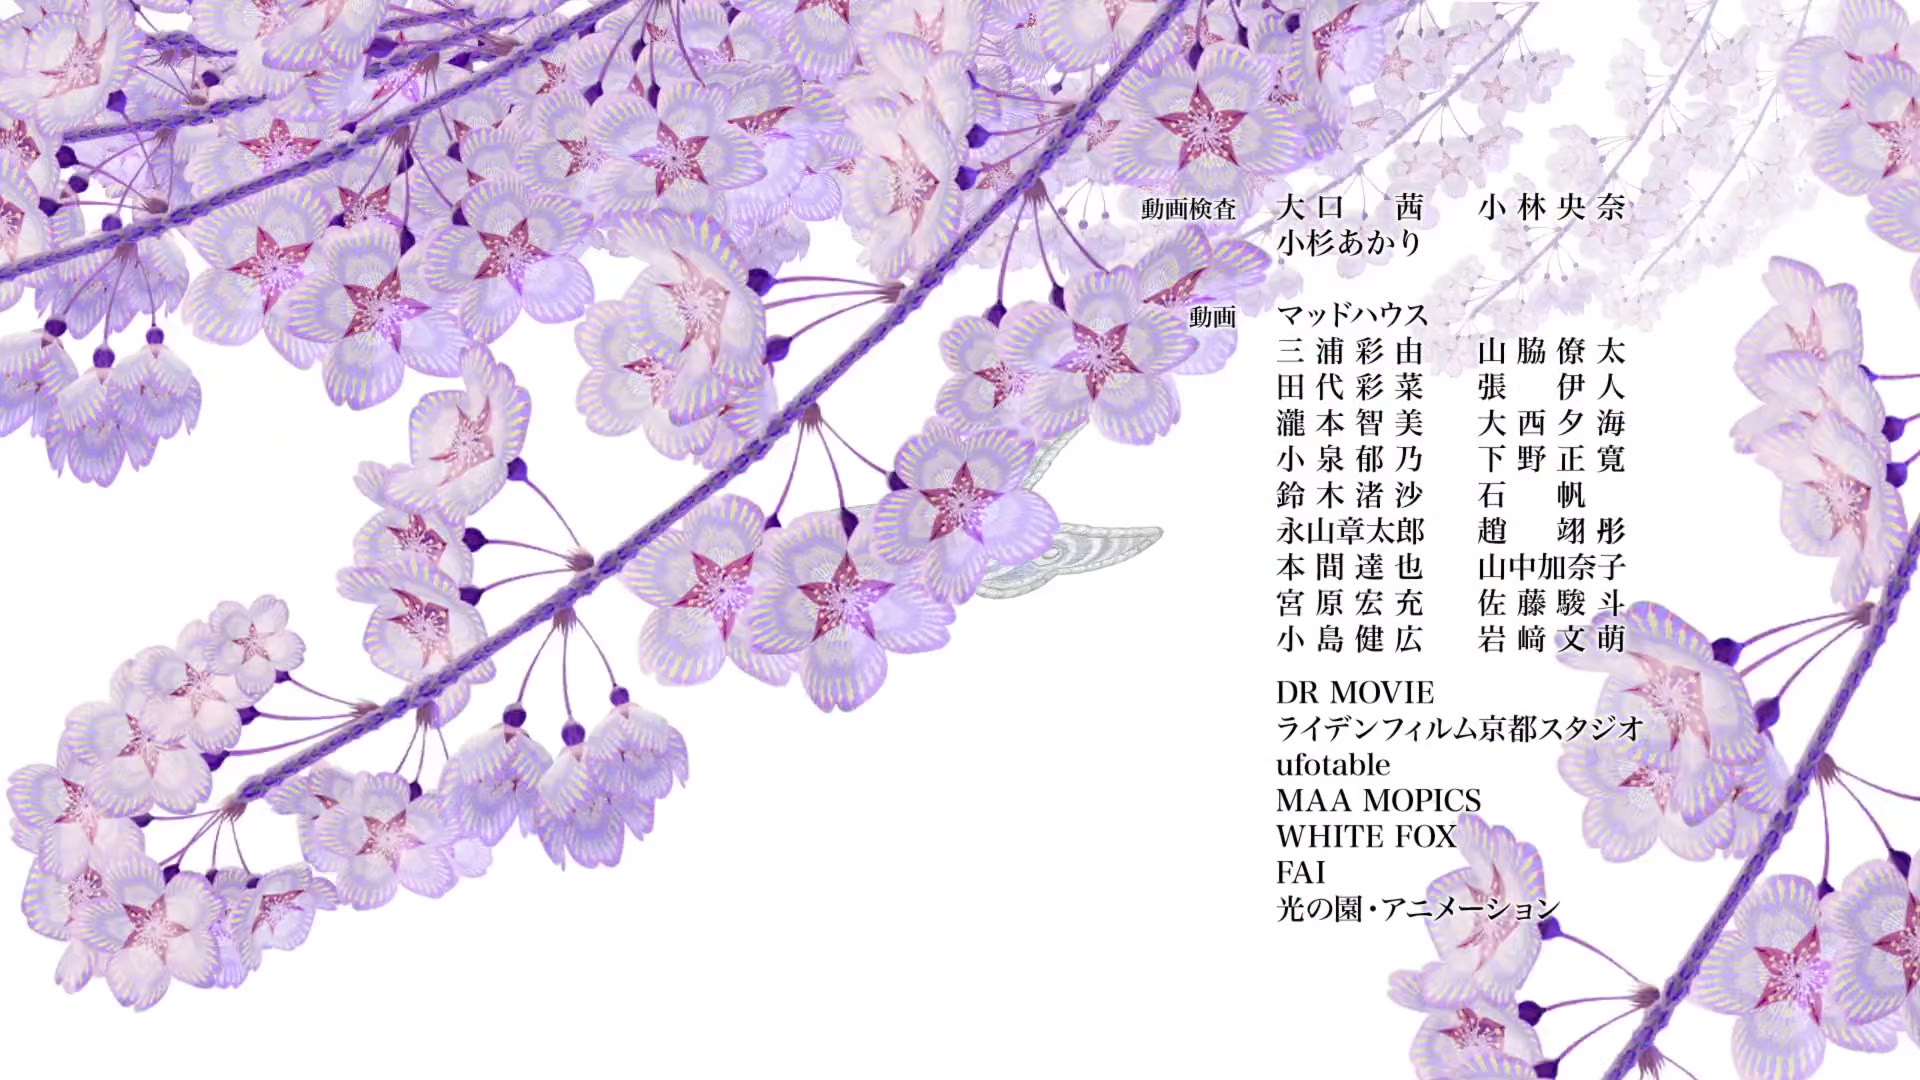 動画検査 大口 茜 小林央奈
小杉あかり
動画 マッドハウス
三浦彩由 山脇僚太
田代彩菜 張 伊人
瀧本智美 大西夕海
小泉郁乃 下野正寛
鈴木渚沙 石 帆
永山章太郎 趙 翊彤
本間達也 山中加奈子
宮原宏充 佐藤駿斗
小島健広 岩﨑文萌
DR MOVIE
ライデンフィルム京都スタジオ
ufotable
MAA MOPICS
WHITE FOX
FAI
光の園・アニメーション